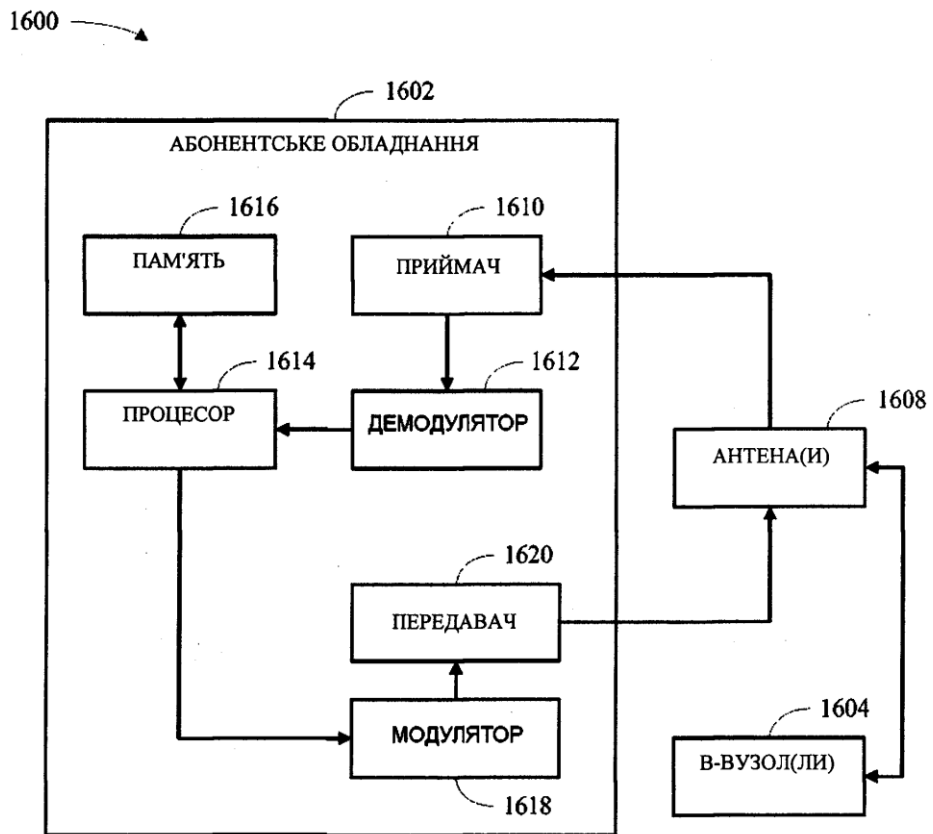 1600
1602
АБОНЕНТСЬКЕ ОБЛАДНАННЯ
1616
1610
ПАМ'ЯТЬ
ПРИЙМАЧ
1614
1612
1608
ПРОЦЕСОР
ДЕМОДУЛЯТОР
АНТЕНА(И)
1620
ПЕРЕДАВАЧ
1604
МОДУЛЯТОР
В-ВУЗОЛ(ЛИ)
1618